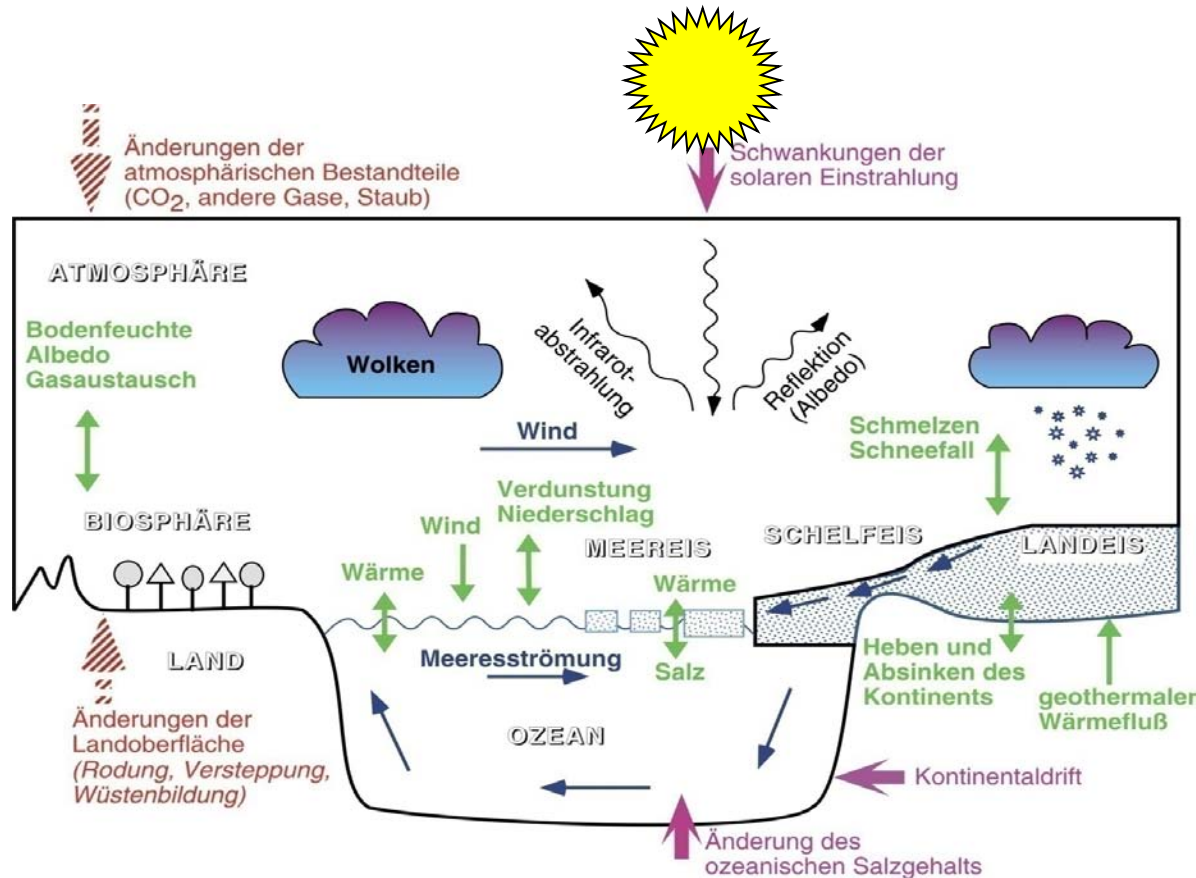 Änderungen der
atmosphärischen Bestandteile
(CO₂, andere Gase, Staub)
Schwankungen der
solaren Einstrahlung
ATMOSPHÄRE
Bodenfeuchte
Albedo
Gasaustausch
Wolken
Infrarot-
abstrahlung
Reflektion
(Albedo)
Wind
Schmelzen
Schneefall
BIOSPHÄRE
Wind
Verdunstung
Niederschlag
MEEREIS
SCHELFEIS
LANDEIS
Wärme
Wärme
LAND
Meeresströmung
Salz
Heben und
Absinken des
Kontinents
geothermaler
Wärmefluß
Änderungen der
Landoberfläche
(Rodung, Versteppung,
Wüstenbildung)
OZEAN
Kontinentaldrift
Änderung des
ozeanischen Salzgehalts